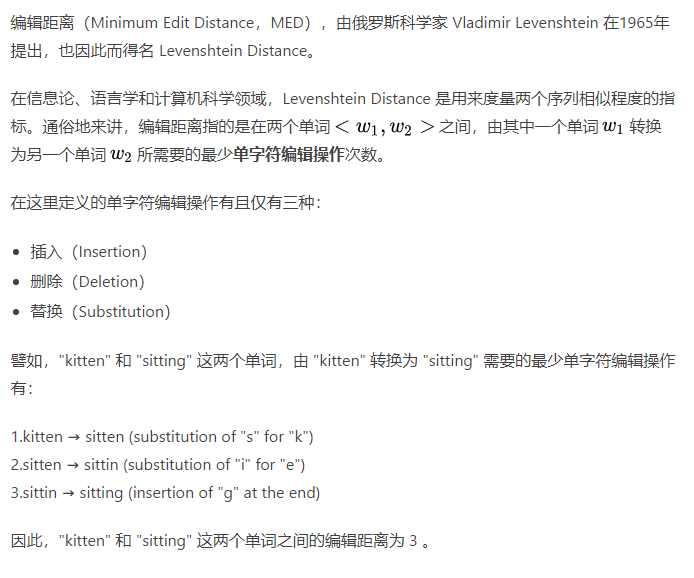 编辑距离（Minimum Edit Distance，MED），由俄罗斯科学家 Vladimir Levenshtein 在1965年
提出，也因此而得名 Levenshtein Distance。
在信息论、语言学和计算机科学领域，Levenshtein Distance 是用来度量两个序列相似程度的指
标。通俗地来讲，编辑距离指的是在两个单词 < w₁, w₂ > 之间，由其中一个单词 w₁ 转换
为另一个单词 w₂ 所需要的最少单字符编辑操作次数。
在这里定义的单字符编辑操作有且仅有三种：
• 插入（Insertion）
• 删除（Deletion）
• 替换（Substitution）
譬如，"kitten" 和 "sitting" 这两个单词，由 "kitten" 转换为 "sitting" 需要的最少单字符编辑操作
有：
1.kitten → sitten (substitution of "s" for "k")
2.sitten → sittin (substitution of "i" for "e")
3.sittin → sitting (insertion of "g" at the end)
因此，"kitten" 和 "sitting" 这两个单词之间的编辑距离为 3 。